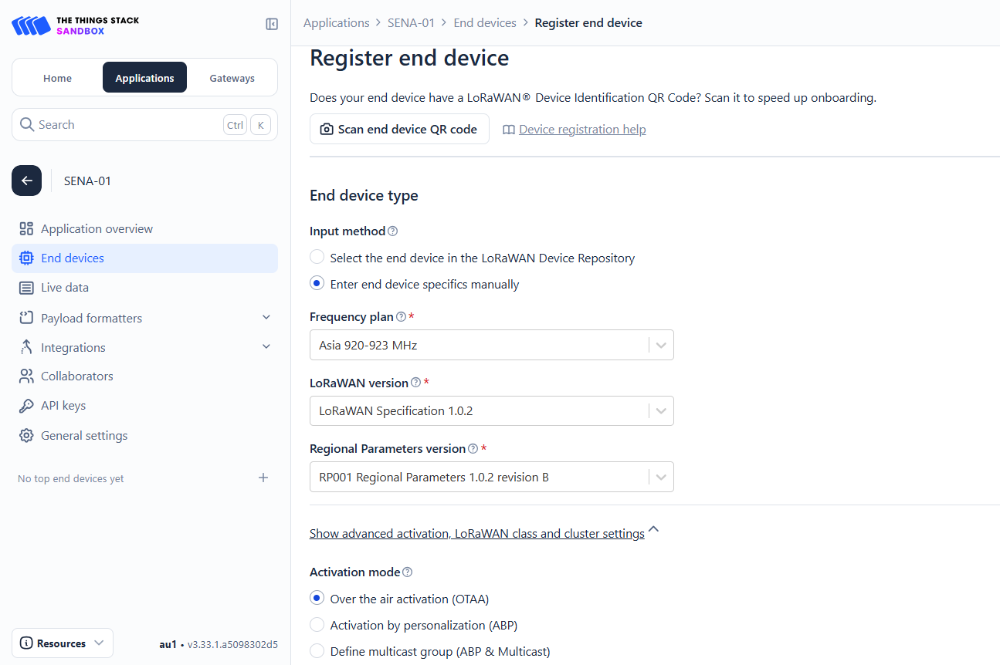 THE THINGS STACK
SANDBOX
Home
Applications
Gateways
Search
Ctrl
K
SENA-01
Application overview
End devices
Live data
Payload formatters
Integrations
Collaborators
API keys
General settings
No top end devices yet
Resources
au1 • v3.33.1.a5098302d5
Applications > SENA-01 > End devices > Register end device
Register end device
Does your end device have a LoRaWAN® Device Identification QR Code? Scan it to speed up onboarding.
Scan end device QR code
Device registration help
End device type
Input method
Select the end device in the LoRaWAN Device Repository
Enter end device specifics manually
Frequency plan *
Asia 920-923 MHz
LoRaWAN version *
LoRaWAN Specification 1.0.2
Regional Parameters version *
RP001 Regional Parameters 1.0.2 revision B
Show advanced activation, LoRaWAN class and cluster settings
Activation mode
Over the air activation (OTAA)
Activation by personalization (ABP)
Define multicast group (ABP & Multicast)